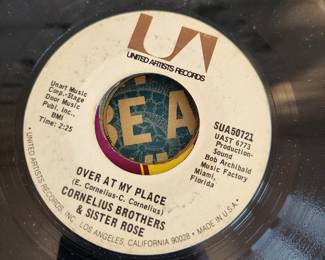 UA
UNITED ARTISTS RECORDS
Unart Music
Corp.-Stage
Door Music
Publ. Inc.
BMI
Time: 2:25
BEA
SUA50721
UAST 6773
Production-
Sound
Bob Archibald
Music Factory
Miami,
Florida
OVER AT MY PLACE
(E. Cornelius-C. Cornelius)
CORNELIUS BROTHERS
& SISTER ROSE
UNITED ARTISTS RECORDS, INC. LOS ANGELES, CALIFORNIA 90028 • MADE IN U.S.A. •